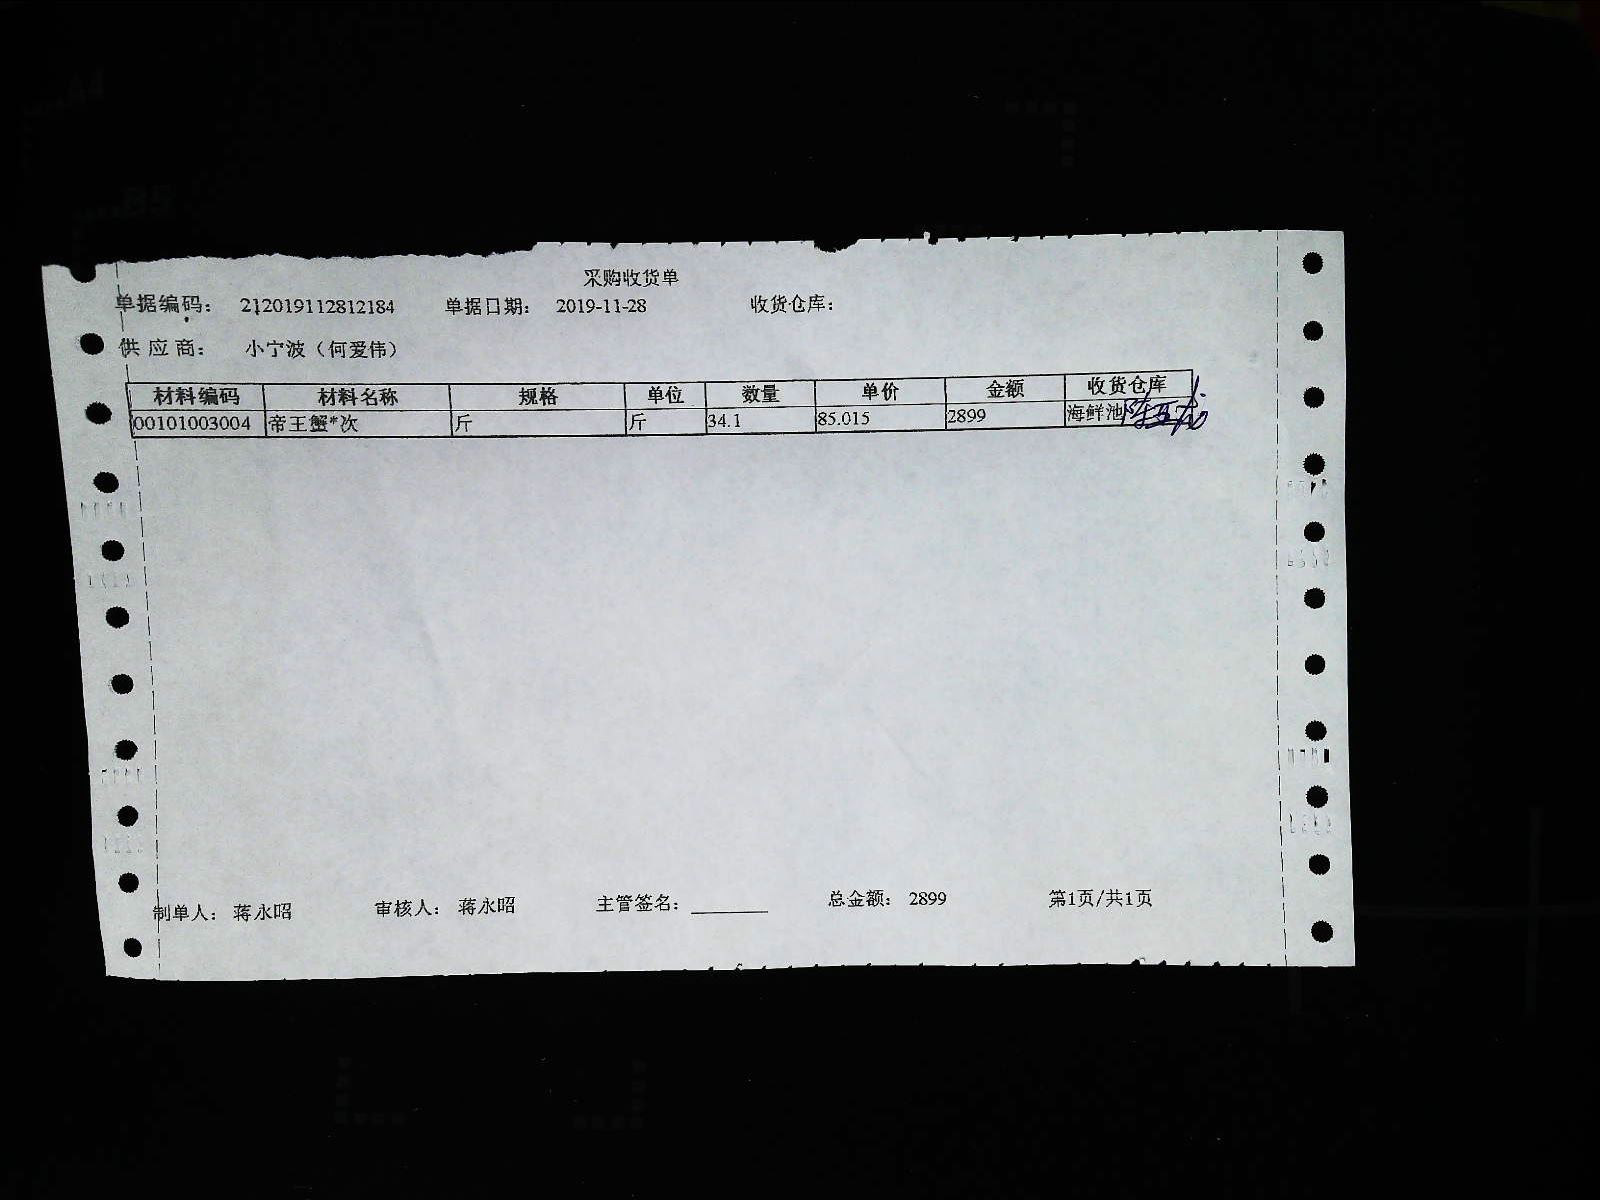 采购收货单
单据编码： 212019112812184 单据日期： 2019-11-28 收货仓库：
供 应 商： 小宁波（何爱伟）
材料编码 材料名称 规格 单位 数量 单价 金额 收货仓库
00101003004 帝王蟹*次 斤 斤 34.1 85.015 2899 海鲜池
制单人： 蒋永昭 审核人： 蒋永昭 主管签名： 总金额： 2899 第1页/共1页